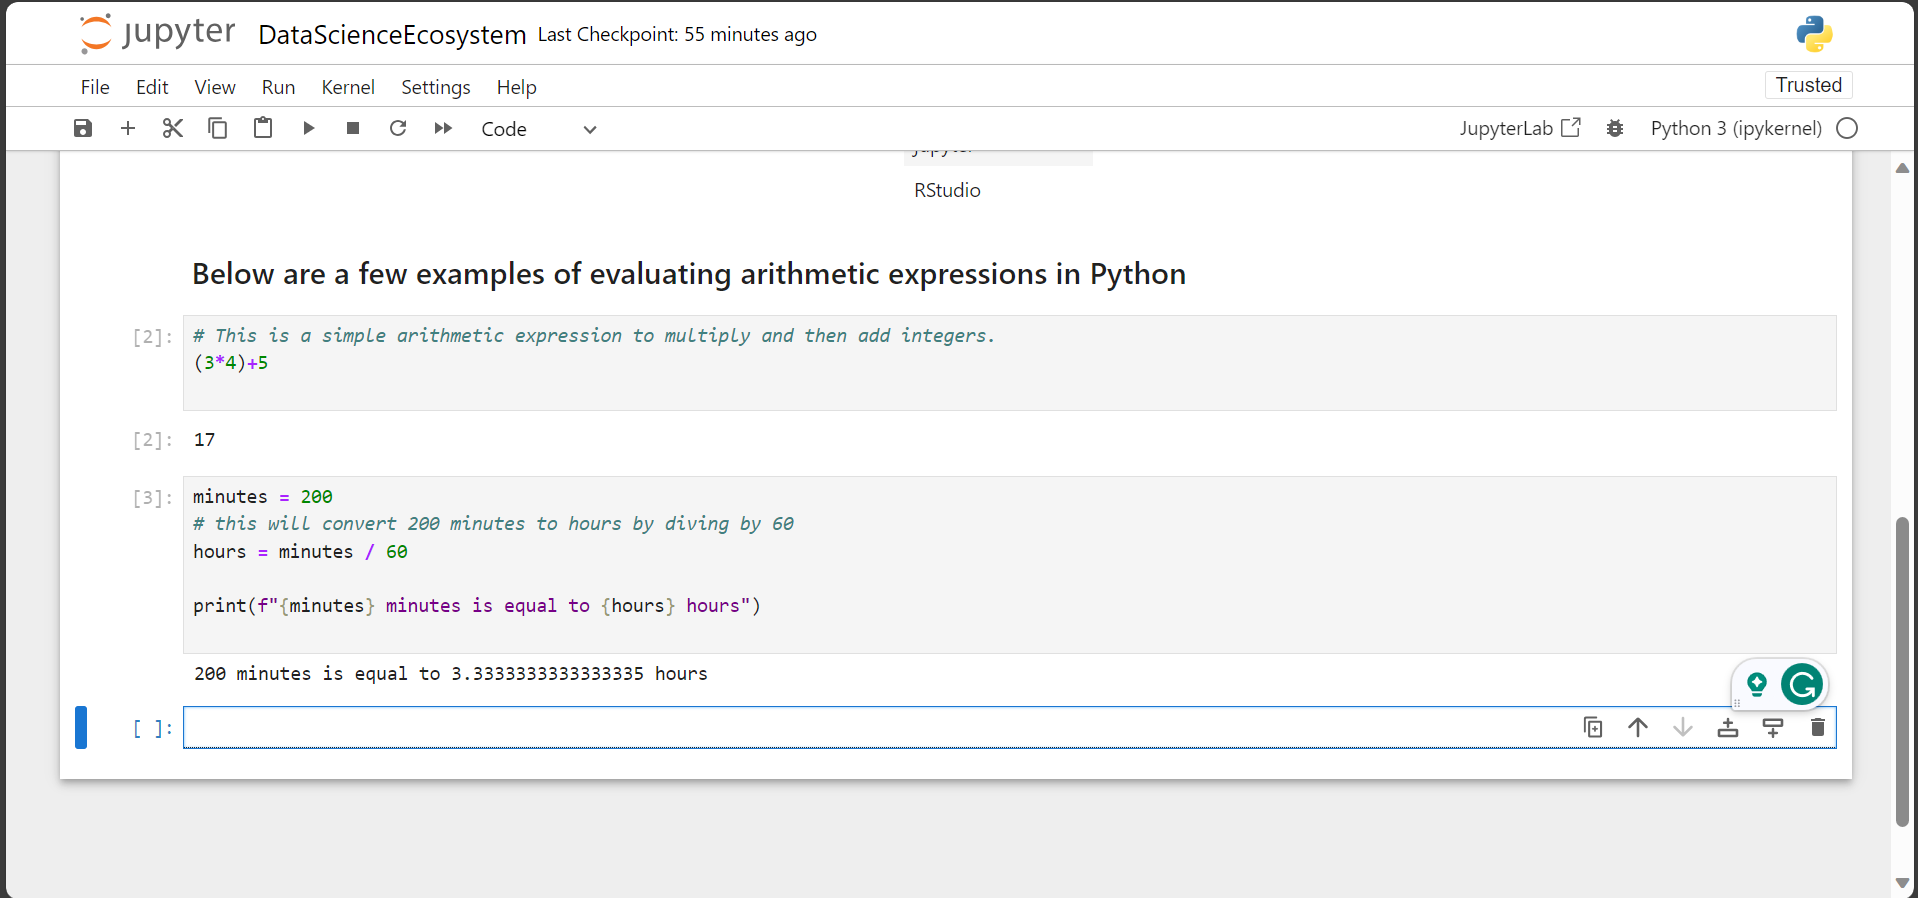 jupyter DataScienceEcosystem Last Checkpoint: 55 minutes ago
File Edit View Run Kernel Settings Help Trusted
Code JupyterLab Python 3 (ipykernel)
Jupyter
RStudio
Below are a few examples of evaluating arithmetic expressions in Python
[2]: # This is a simple arithmetic expression to multiply and then add integers.
(3*4)+5
[2]: 17
[3]: minutes = 200
# this will convert 200 minutes to hours by diving by 60
hours = minutes / 60
print(f"{minutes} minutes is equal to {hours} hours")
200 minutes is equal to 3.3333333333333335 hours
[ ]: